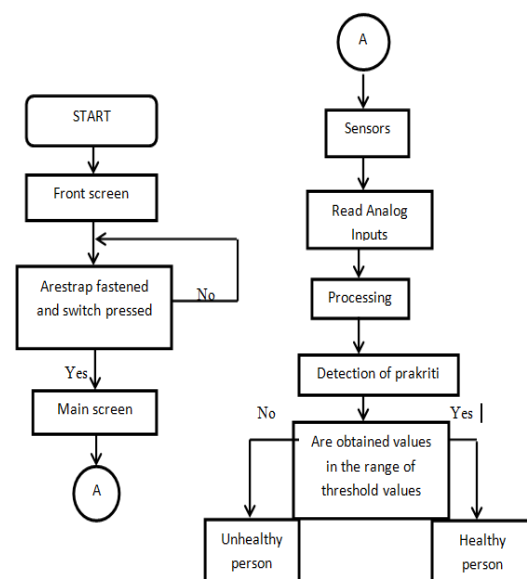 START
Front screen
Arestrap fastened
and switch pressed
No
Yes
Main screen
A
A
Sensors
Read Analog
Inputs
Processing
Detection of prakriti
No
Yes
Are obtained values
in the range of
threshold values
Unhealthy
person
Healthy
person